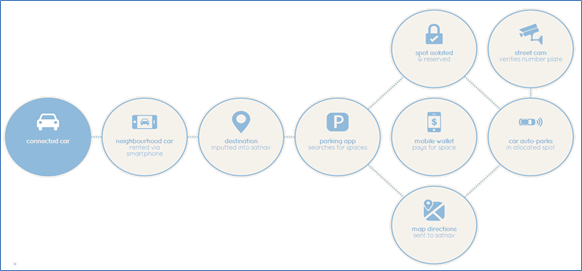 connected car
neighbourhood car
rented via
smartphone
destination
inputted into satnav
P
parking app
searches for spaces
spot isolated
& reserved
$
mobile wallet
pays for space
map directions
sent to satnav
street cam
verifies number plate
car auto-parks
in allocated spot